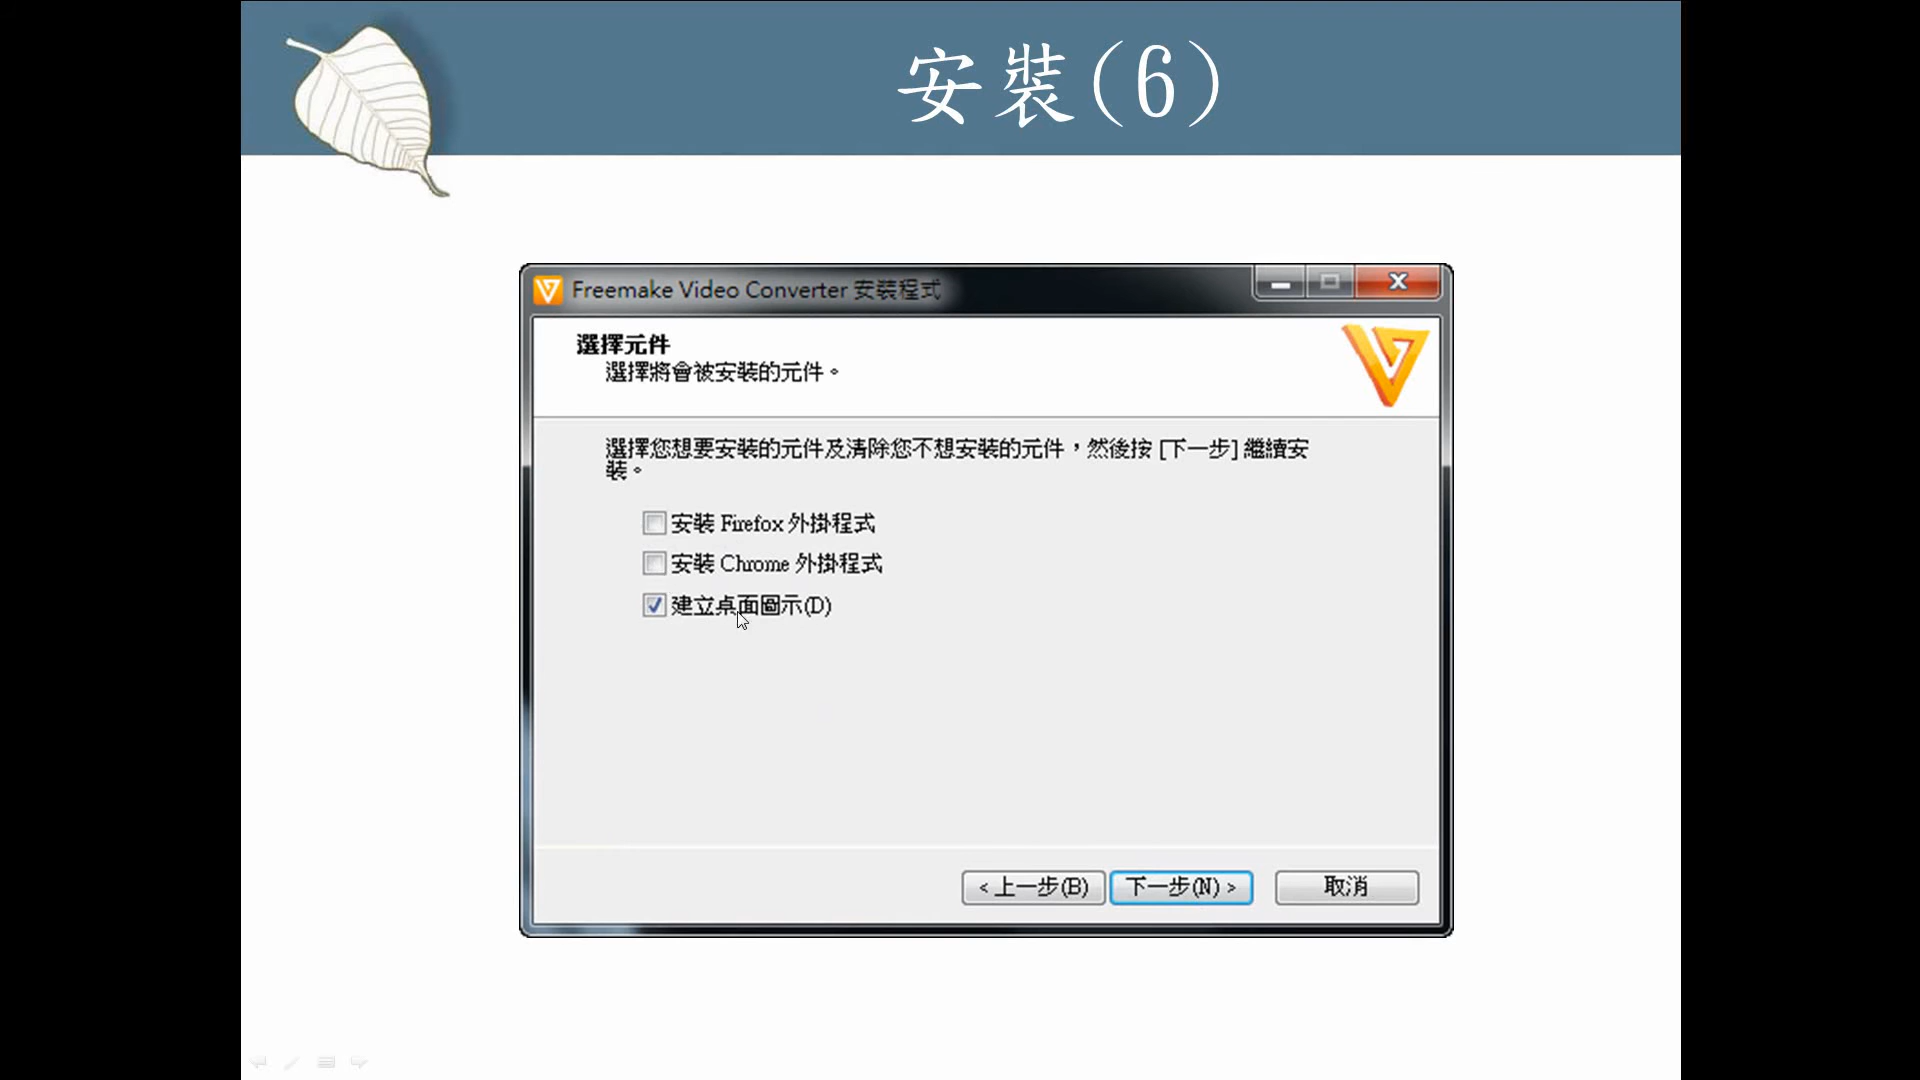 安裝(6)
Freemake Video Converter 安裝程式
選擇元件
選擇將會被安裝的元件。
選擇您想要安裝的元件及清除您不想安裝的元件，然後按 [下一步] 繼續安
裝。
安裝 Firefox 外掛程式
安裝 Chrome 外掛程式
建立桌面圖示(D)
< 上一步(B) 下一步(N) > 取消